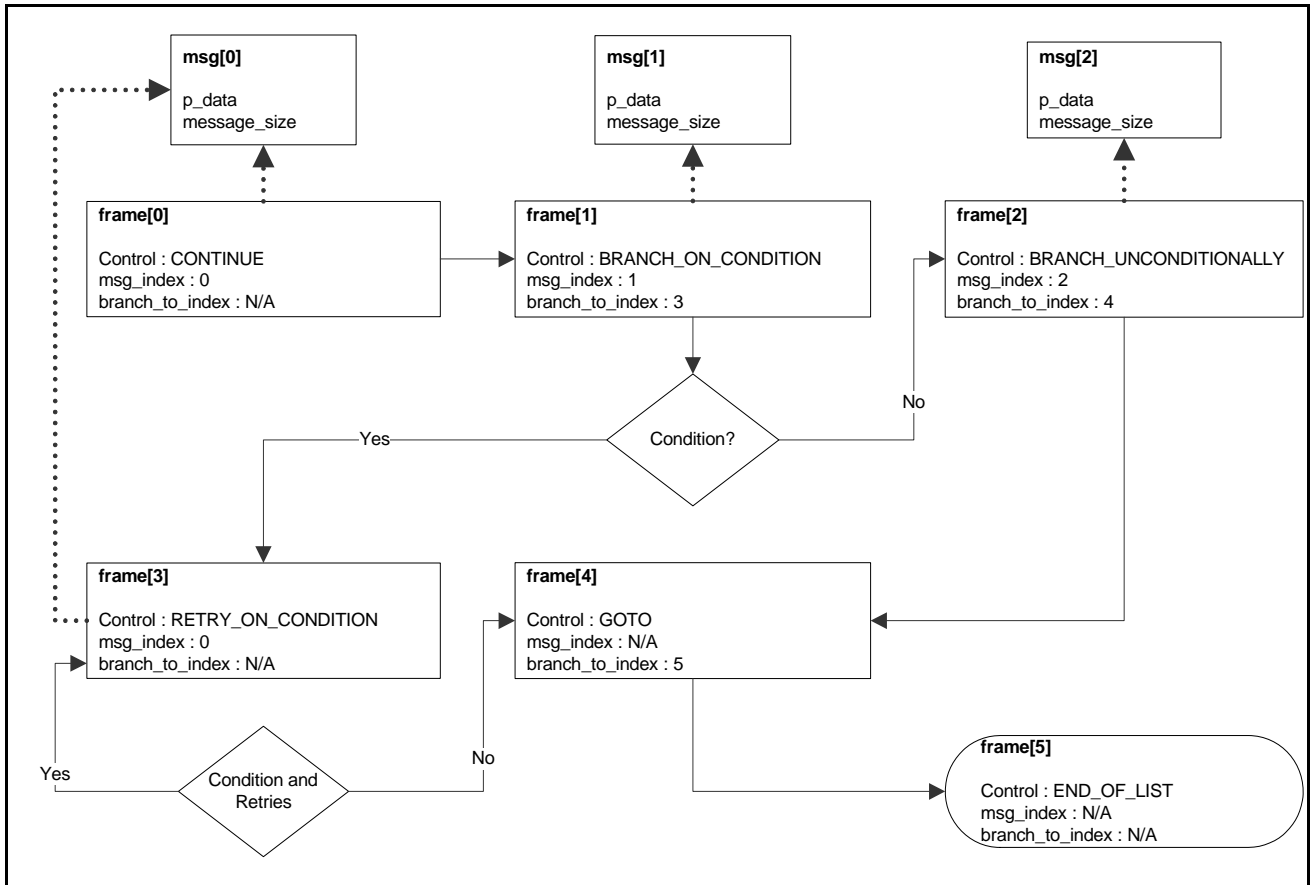 msg[0]
p_data
message_size
msg[1]
p_data
message_size
msg[2]
p_data
message_size
frame[0]
Control : CONTINUE
msg_index : 0
branch_to_index : N/A
frame[1]
Control : BRANCH_ON_CONDITION
msg_index : 1
branch_to_index : 3
frame[2]
Control : BRANCH_UNCONDITIONALLY
msg_index : 2
branch_to_index : 4
No
Yes
Condition?
frame[3]
Control : RETRY_ON_CONDITION
msg_index : 0
branch_to_index : N/A
frame[4]
Control : GOTO
msg_index : N/A
branch_to_index : 5
Yes
Condition and
Retries
No
frame[5]
Control : END_OF_LIST
msg_index : N/A
branch_to_index : N/A